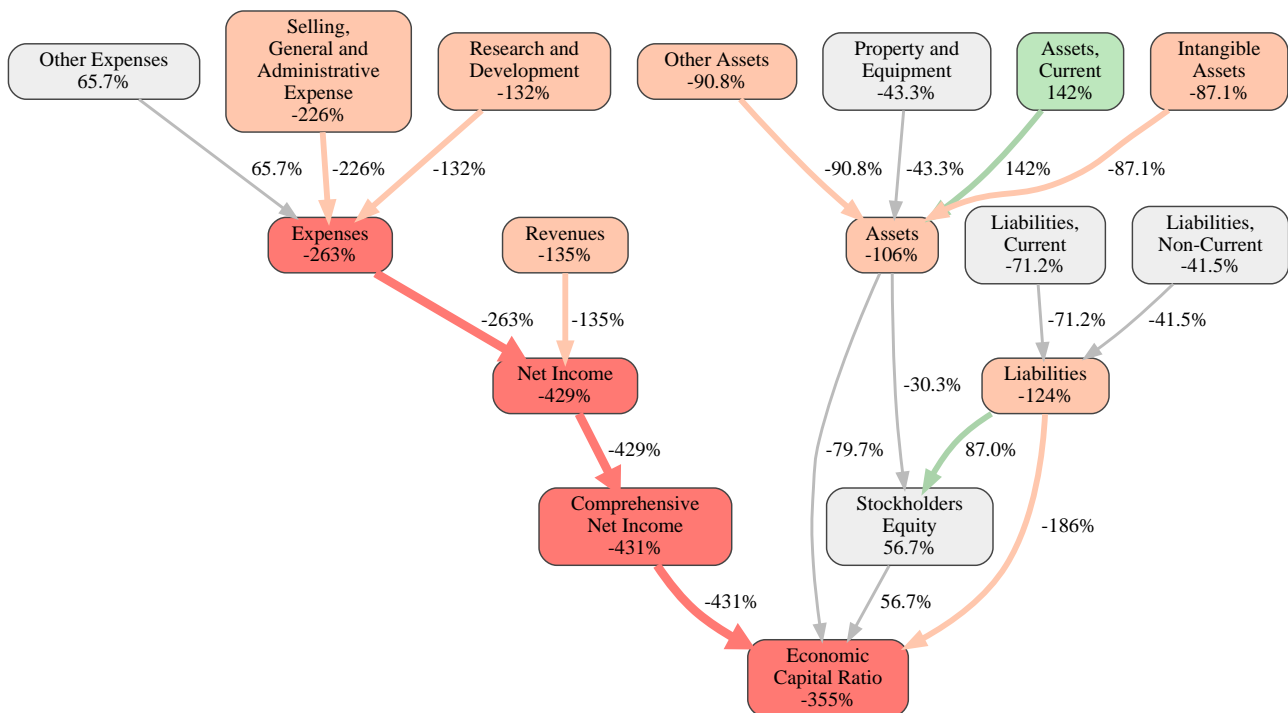 Other Expenses
65.7%
Selling,
General and
Administrative
Expense
-226%
Research and
Development
-132%
Other Assets
-90.8%
Property and
Equipment
-43.3%
Assets,
Current
142%
Intangible
Assets
-87.1%
65.7%
-226%
-132%
-90.8%
-43.3%
142%
-87.1%
Expenses
-263%
Revenues
-135%
Assets
-106%
Liabilities,
Current
-71.2%
Liabilities,
Non-Current
-41.5%
-263%
-135%
-71.2%
-41.5%
Net Income
-429%
-30.3%
Liabilities
-124%
-429%
-79.7%
87.0%
Comprehensive
Net Income
-431%
Stockholders
Equity
56.7%
-186%
-431%
56.7%
Economic
Capital Ratio
-355%